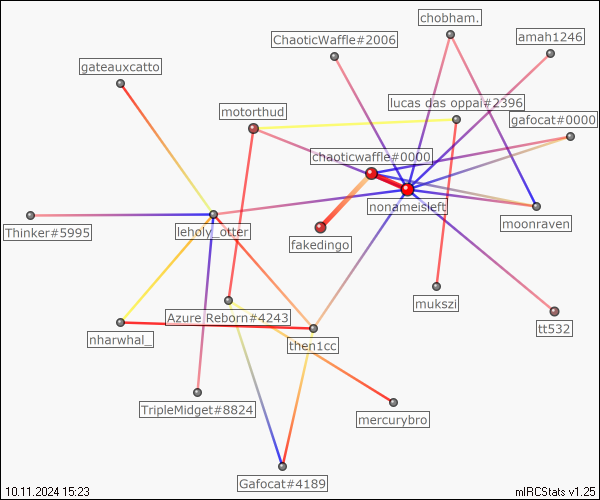 chobham.
ChaoticWaffle#2006
amah1246
gateauxcatto
lucas das oppai#2396
motorthud
gafocat#0000
chaoticwaffle#0000
nonameisleft
moonraven
Thinker#5995
leholy_otter
fakedingo
mukszi
Azure Reborn#4243
tt532
nharwhal_
then1cc
TripleMidget#8824
mercurybro
Gafocat#4189
10.11.2024 15:23
mIRCStats v1.25